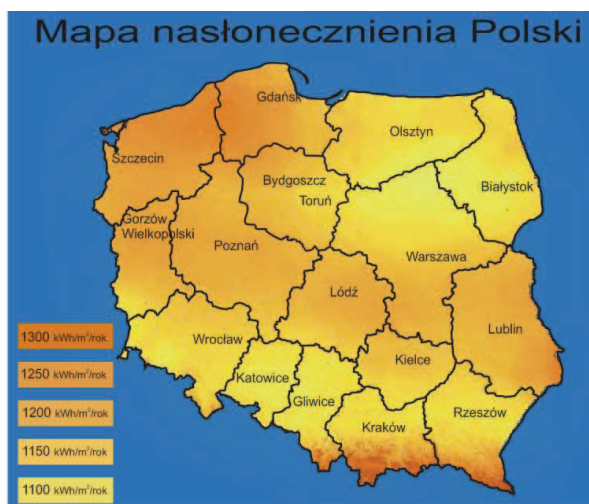 Mapa nasłonecznienia Polski
Gdańsk
Olsztyn
Szczecin
Bydgoszcz
Toruń
Białystok
Gorzów
Wielkopolski
Poznań
Warszawa
Łódź
Lublin
Wrocław
Kielce
Katowice
Gliwice
Kraków
Rzeszów
1300 kWh/m²/rok
1250 kWh/m²/rok
1200 kWh/m²/rok
1150 kWh/m²/rok
1100 kWh/m²/rok